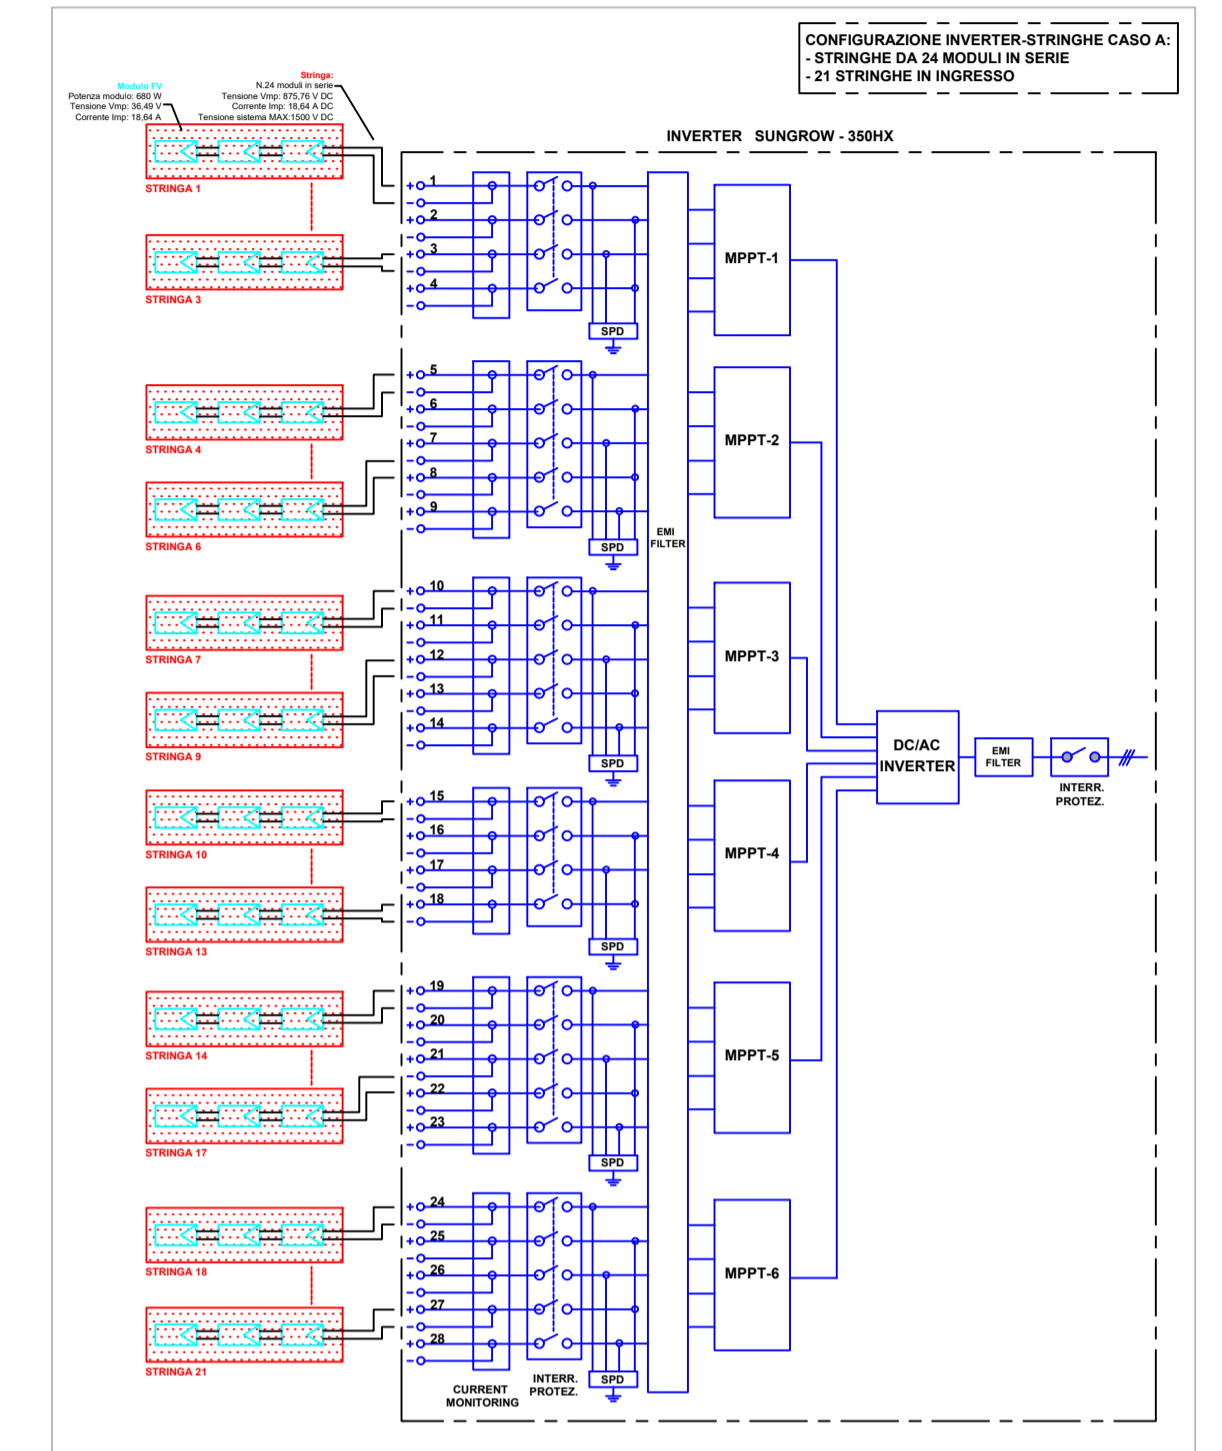 CONFIGURAZIONE INVERTER-STRINGHE CASO A:
- STRINGHE DA 24 MODULI IN SERIE
- 21 STRINGHE IN INGRESSO
Modulo FV
Potenza modulo: 680 W
Tensione Vmp: 36,49 V
Corrente Imp: 18,64 A
Stringa:
N.24 moduli in serie
Tensione Vmp: 875,76 V DC
Corrente Imp: 18,64 A DC
Tensione sistema MAX:1500 V DC
INVERTER SUNGROW - 350HX
STRINGA 1
STRINGA 3
+ 1
-
+ 2
-
+ 3
-
+ 4
-
SPD
MPPT-1
STRINGA 4
STRINGA 6
+ 5
-
+ 6
-
+ 7
-
+ 8
-
+ 9
-
SPD
EMI
FILTER
MPPT-2
STRINGA 7
STRINGA 9
+ 10
-
+ 11
-
+ 12
-
+ 13
-
+ 14
-
SPD
MPPT-3
DC/AC
INVERTER
EMI
FILTER
INTERR.
PROTEZ.
STRINGA 10
STRINGA 13
+ 15
-
+ 16
-
+ 17
-
+ 18
-
SPD
MPPT-4
STRINGA 14
STRINGA 17
+ 19
-
+ 20
-
+ 21
-
+ 22
-
+ 23
-
SPD
MPPT-5
STRINGA 18
STRINGA 21
+ 24
-
+ 25
-
+ 26
-
+ 27
-
+ 28
-
SPD
MPPT-6
CURRENT
MONITORING
INTERR.
PROTEZ.